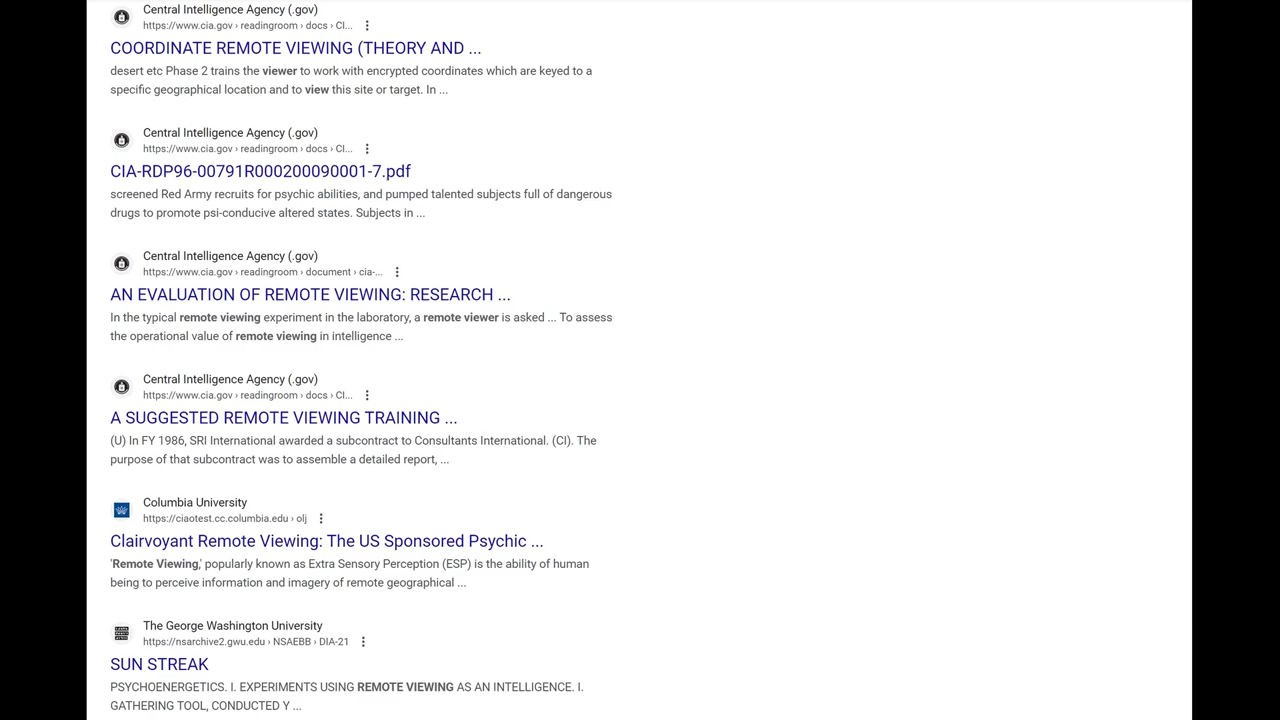 Central Intelligence Agency (.gov)
https://www.cia.gov › readingroom › docs › CI...
COORDINATE REMOTE VIEWING (THEORY AND ...
desert etc Phase 2 trains the viewer to work with encrypted coordinates which are keyed to a
specific geographical location and to view this site or target. In ...
Central Intelligence Agency (.gov)
https://www.cia.gov › readingroom › docs › CI...
CIA-RDP96-00791R000200090001-7.pdf
screened Red Army recruits for psychic abilities, and pumped talented subjects full of dangerous
drugs to promote psi-conducive altered states. Subjects in ...
Central Intelligence Agency (.gov)
https://www.cia.gov › readingroom › document › cia-...
AN EVALUATION OF REMOTE VIEWING: RESEARCH ...
In the typical remote viewing experiment in the laboratory, a remote viewer is asked ... To assess
the operational value of remote viewing in intelligence ...
Central Intelligence Agency (.gov)
https://www.cia.gov › readingroom › docs › CI...
A SUGGESTED REMOTE VIEWING TRAINING ...
(U) In FY 1986, SRI International awarded a subcontract to Consultants International. (CI). The
purpose of that subcontract was to assemble a detailed report, ...
Columbia University
https://ciaotest.cc.columbia.edu › olj
Clairvoyant Remote Viewing: The US Sponsored Psychic ...
'Remote Viewing,' popularly known as Extra Sensory Perception (ESP) is the ability of human
being to perceive information and imagery of remote geographical ...
The George Washington University
https://nsarchive2.gwu.edu › NSAEBB › DIA-21
SUN STREAK
PSYCHOENERGETICS. I. EXPERIMENTS USING REMOTE VIEWING AS AN INTELLIGENCE. I.
GATHERING TOOL, CONDUCTED Y ...